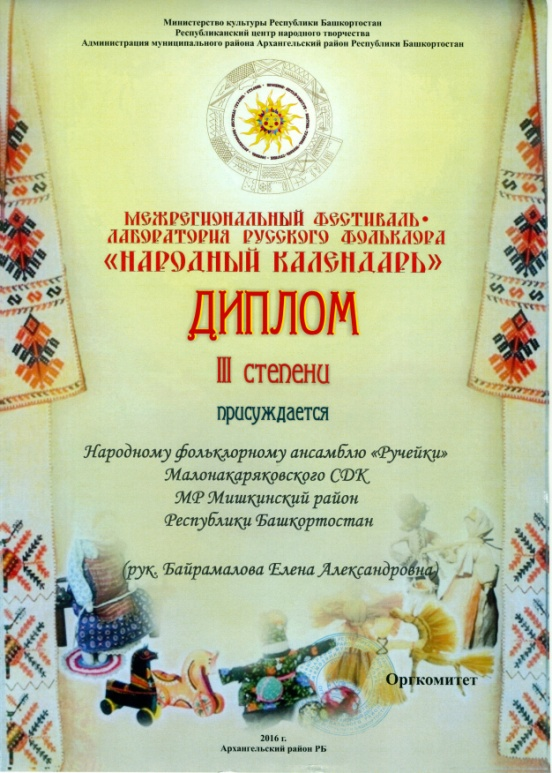 Министерство культуры Республики Башкортостан
Республиканский центр народного творчества
Администрация муниципального района Архангельский район Республики Башкортостан
МЕЖРЕГИОНАЛЬНЫЙ ФЕСТИВАЛЬ-
ЛАБОРАТОРИЯ РУССКОГО ФОЛЬКЛОРА
«НАРОДНЫЙ КАЛЕНДАРЬ»
ДИПЛОМ
III степени
присуждается
Народному фольклорному ансамблю «Ручейки»
Малонакаряковского СДК
МР Мишкинский район
Республики Башкортостан
(рук. Байрамалова Елена Александровна)
Оргкомитет
2016 г.
Архангельский район РБ